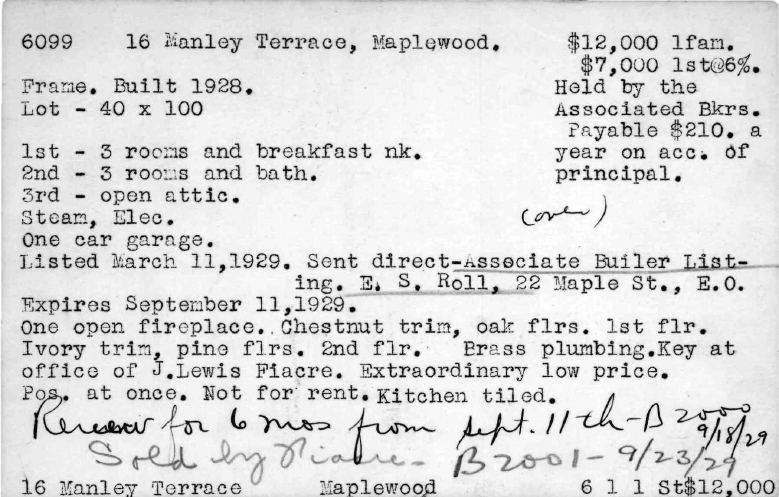 6099 16 Manley Terrace, Maplewood. $12,000 1fam.
$7,000 1st@6%.
Frame. Built 1928. Held by the
Lot - 40 x 100 Associated Bkrs.
Payable $210. a
1st - 3 rooms and breakfast nk. year on acc. of
2nd - 3 rooms and bath. principal.
3rd - open attic.
Steam, Elec. (over)
One car garage.
Listed March 11,1929. Sent direct-Associate Builer List-
ing. E. S. Roll, 22 Maple St., E.O.
Expires September 11,1929.
One open fireplace. Chestnut trim, oak flrs. 1st flr.
Ivory trim, pine flrs. 2nd flr. Brass plumbing.Key at
office of J.Lewis Fiacre. Extraordinary low price.
Pos. at once. Not for rent. Kitchen tiled.
Renewed for 6 mos from Sept. 11th - B2000
9/18/29
Sold by Fiacre - B2001 - 9/23/29
16 Manley Terrace Maplewood 6 1 1 St$12,000